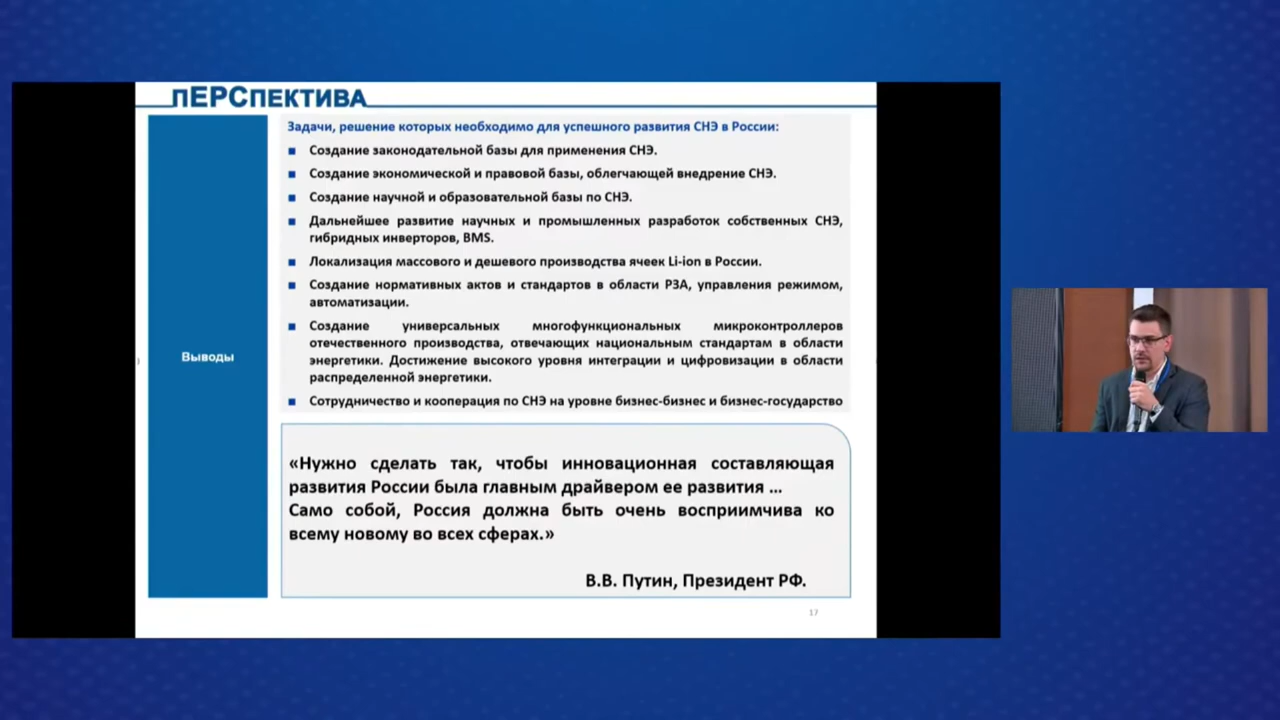 пЕРСпектива
Задачи, решение которых необходимо для успешного развития СНЭ в России:
Создание законодательной базы для применения СНЭ.
Создание экономической и правовой базы, облегчающей внедрение СНЭ.
Создание научной и образовательной базы по СНЭ.
Дальнейшее развитие научных и промышленных разработок собственных СНЭ,
гибридных инверторов, BMS.
Локализация массового и дешевого производства ячеек Li-ion в России.
Создание нормативных актов и стандартов в области РЗА, управления режимом,
автоматизации.
Создание универсальных многофункциональных микроконтроллеров
отечественного производства, отвечающих национальным стандартам в области
энергетики. Достижение высокого уровня интеграции и цифровизации в области
распределенной энергетики.
Сотрудничество и кооперация по СНЭ на уровне бизнес-бизнес и бизнес-государство
Выводы
«Нужно сделать так, чтобы инновационная составляющая
развития России была главным драйвером ее развития ...
Само собой, Россия должна быть очень восприимчива ко
всему новому во всех сферах.»
В.В. Путин, Президент РФ.
17